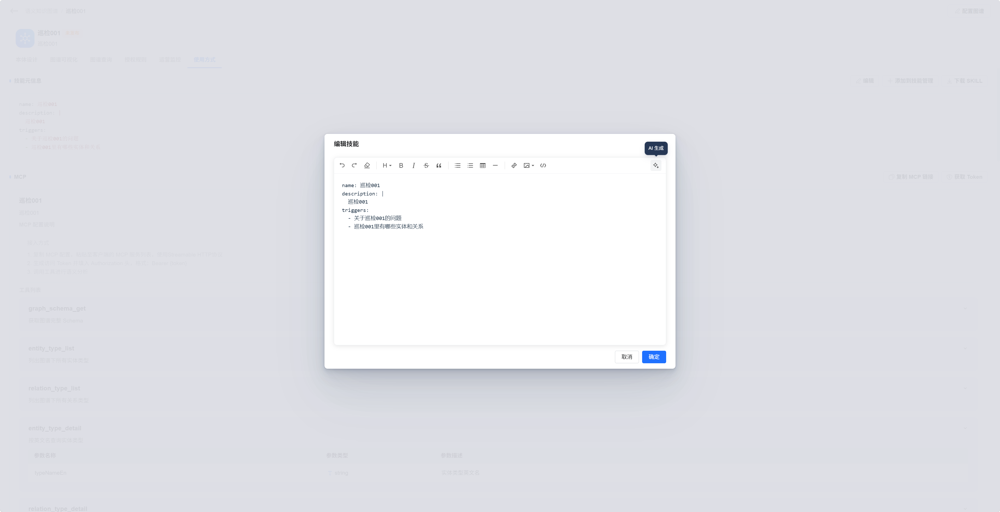 语义知识图谱 / 巡检001
配置图谱
巡检001 未发布
巡检001
本体设计 图谱可视化 图谱查询 授权规则 运营监控 使用方式
技能元信息
编辑 添加到技能管理 下载 SKILL
name: 巡检001
description: |
巡检001
triggers:
- 关于巡检001的问题
- 巡检001里有哪些实体和关系
MCP
复制 MCP 链接 获取 Token
巡检001
巡检001
MCP 配置说明
接入方式
1. 复制 MCP 配置，粘贴至客户端的 MCP 服务列表，使用Streamable HTTP协议
2. 生成访问 Token 并填入 Authorization 头，格式：Bearer {token}
3. 调用工具进行语义分析
工具列表
graph_schema_get
获取图谱完整 Schema
entity_type_list
列出图谱下所有实体类型
relation_type_list
列出图谱下所有关系类型
entity_type_detail
按英文名查询实体类型
参数名称 参数类型 参数描述
typeNameEn string 实体类型英文名
relation_type_detail
编辑技能
AI 生成
H B I S
name: 巡检001
description: |
巡检001
triggers:
- 关于巡检001的问题
- 巡检001里有哪些实体和关系
取消 确定